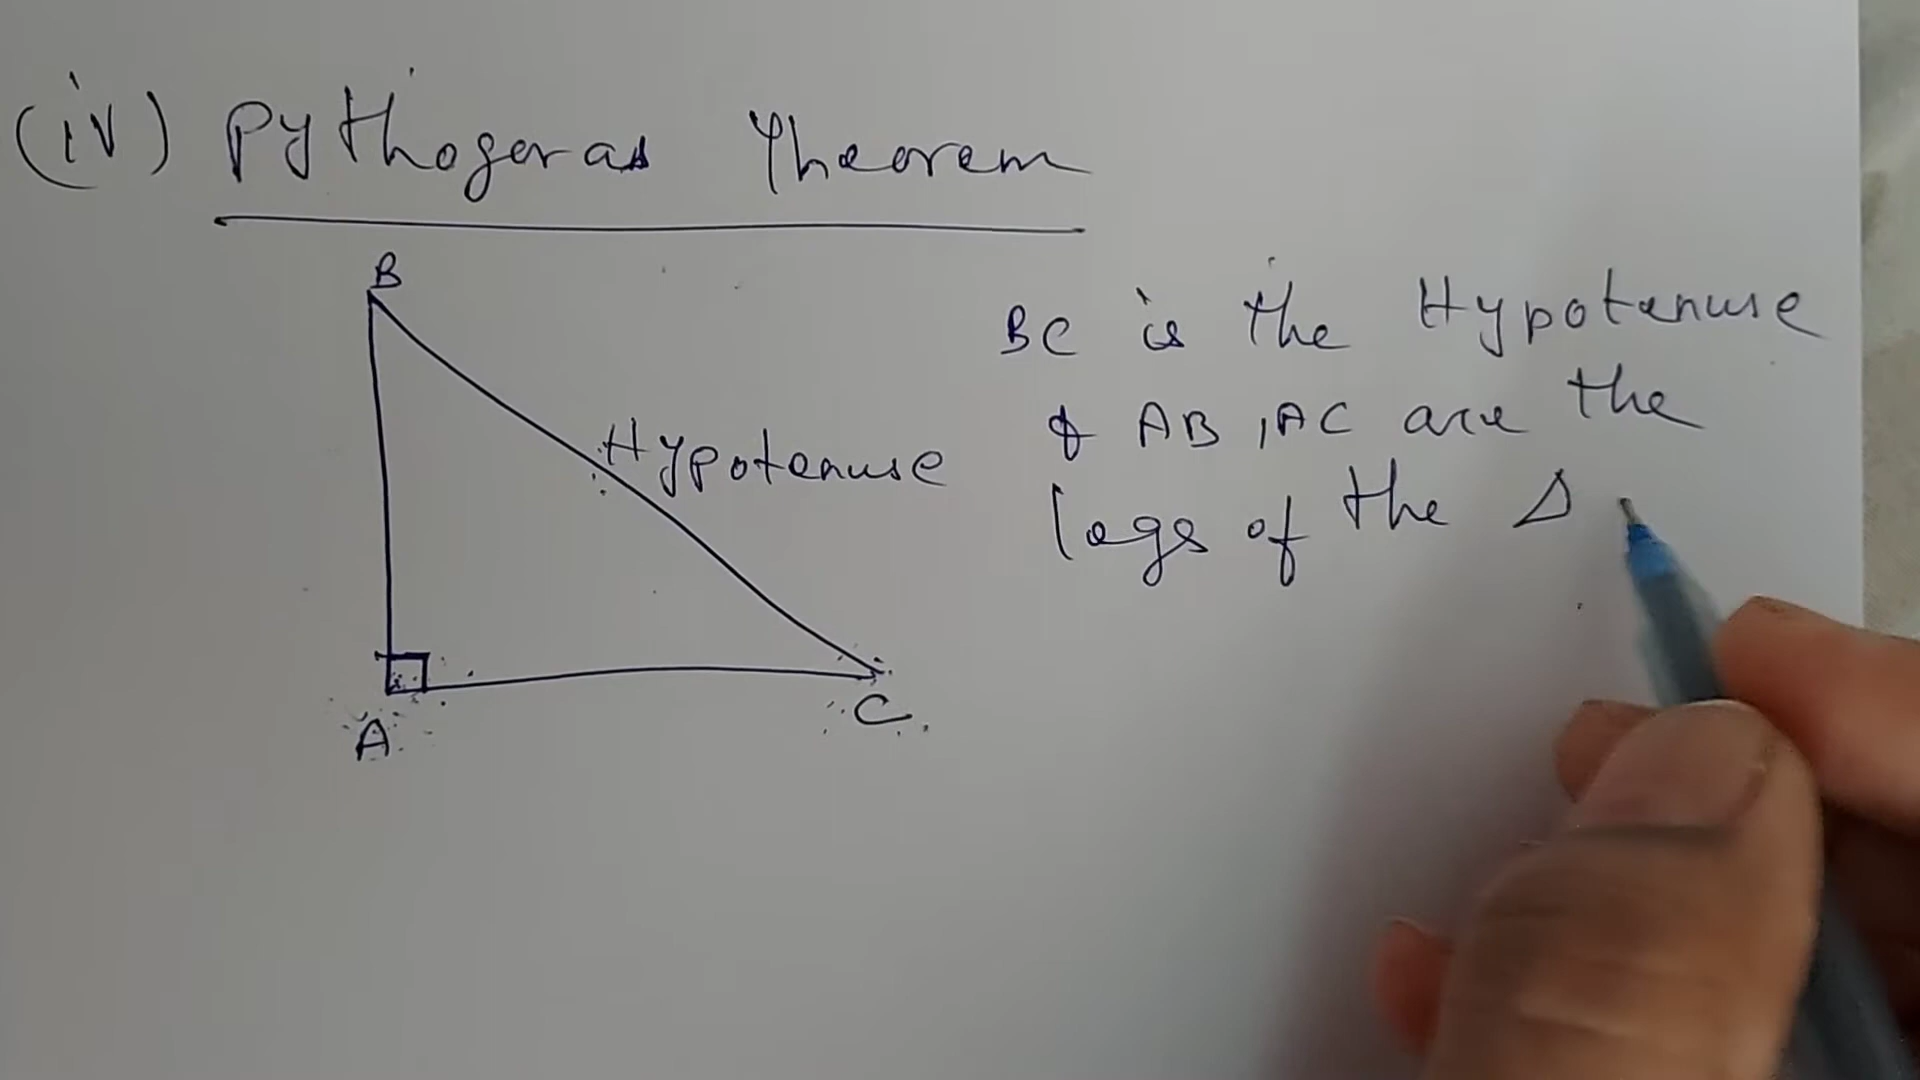 (iv) Pythogeras Theorem
B
Hypotenuse
A
C
BC is the Hypotenuse
& AB, AC are the
legs of the Δ